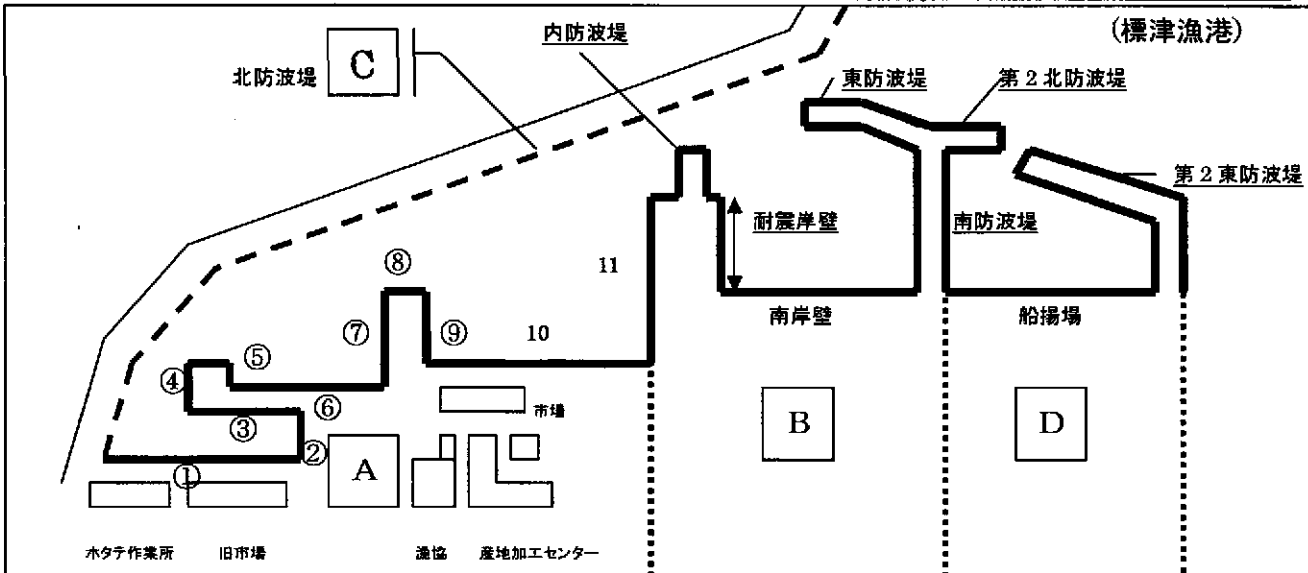 (標津漁港)
内防波堤
北防波堤
C
東防波堤
第2北防波堤
第2東防波堤
耐震岸壁
南防波堤
⑧
11
南岸壁
船揚場
⑦
⑨
10
⑤
④
⑥
市場
③
②
A
B
D
①
ホタテ作業所
旧市場
漁協
産地加工センター